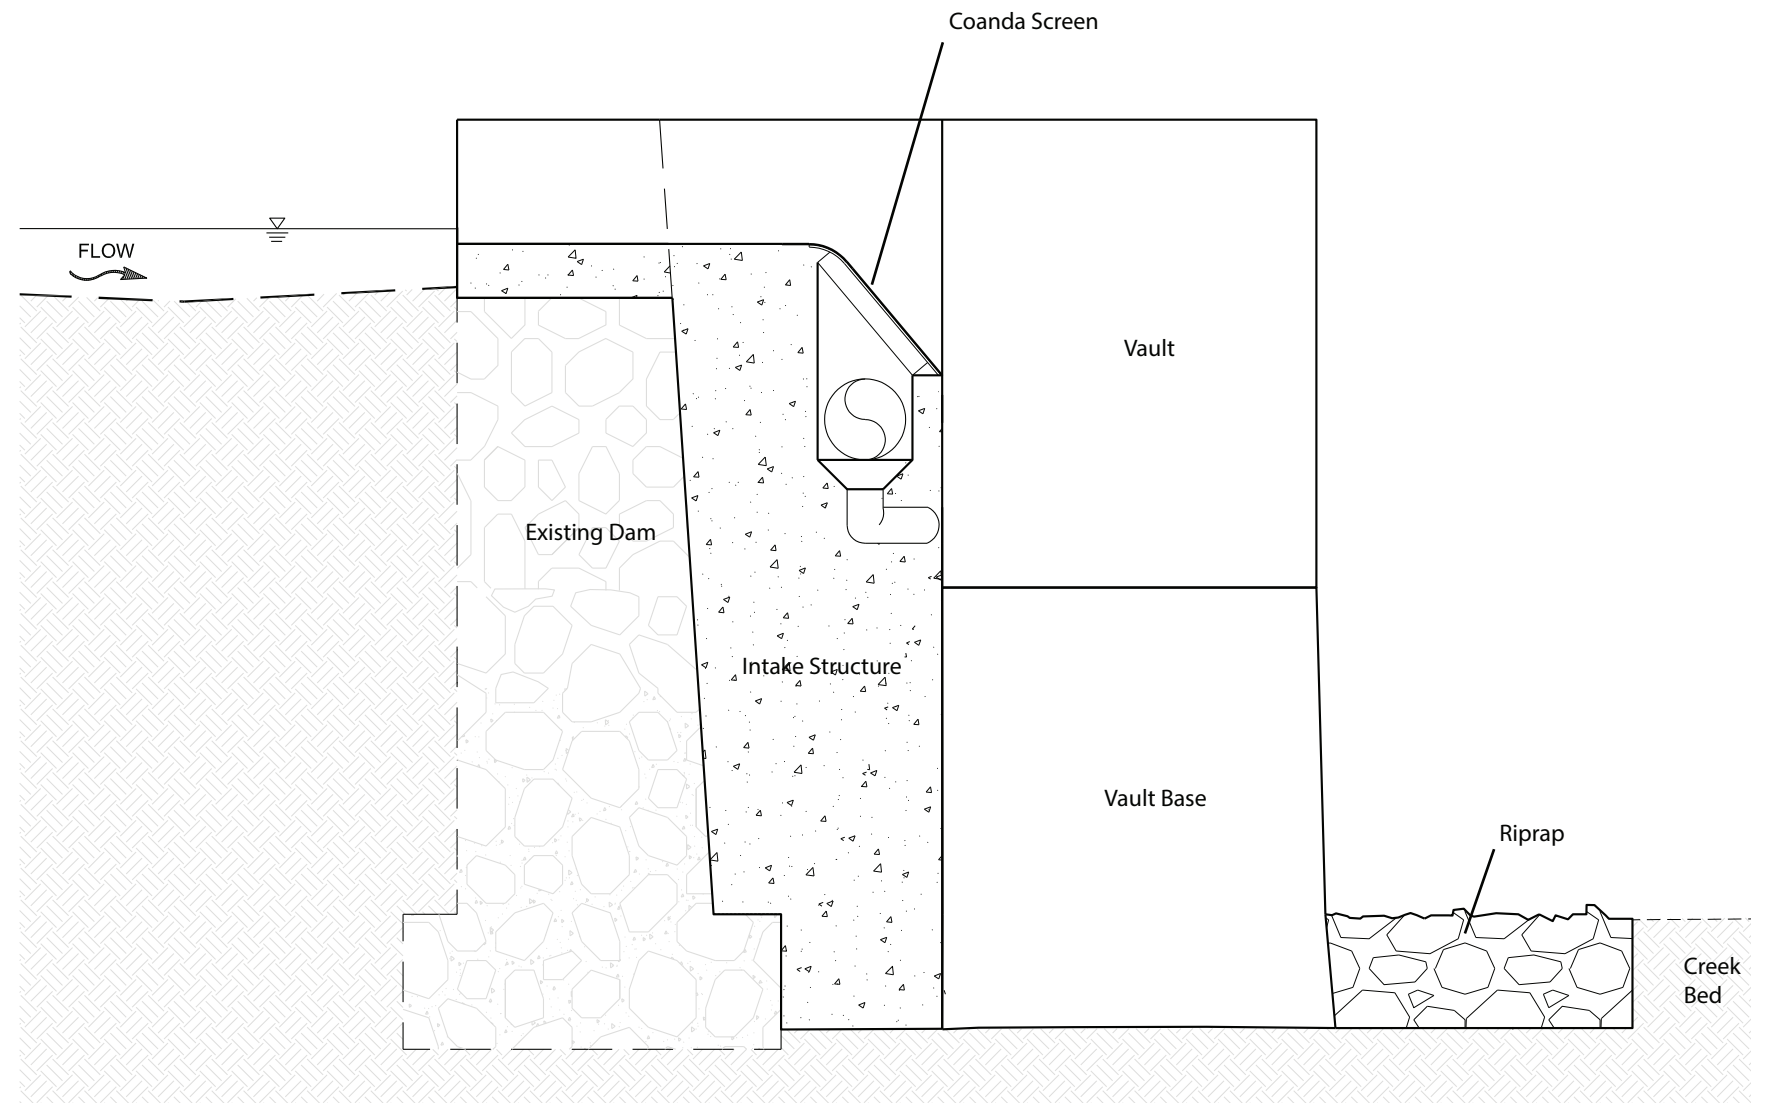 Coanda Screen
FLOW
Vault
Existing Dam
Intake Structure
Vault Base
Riprap
Creek
Bed